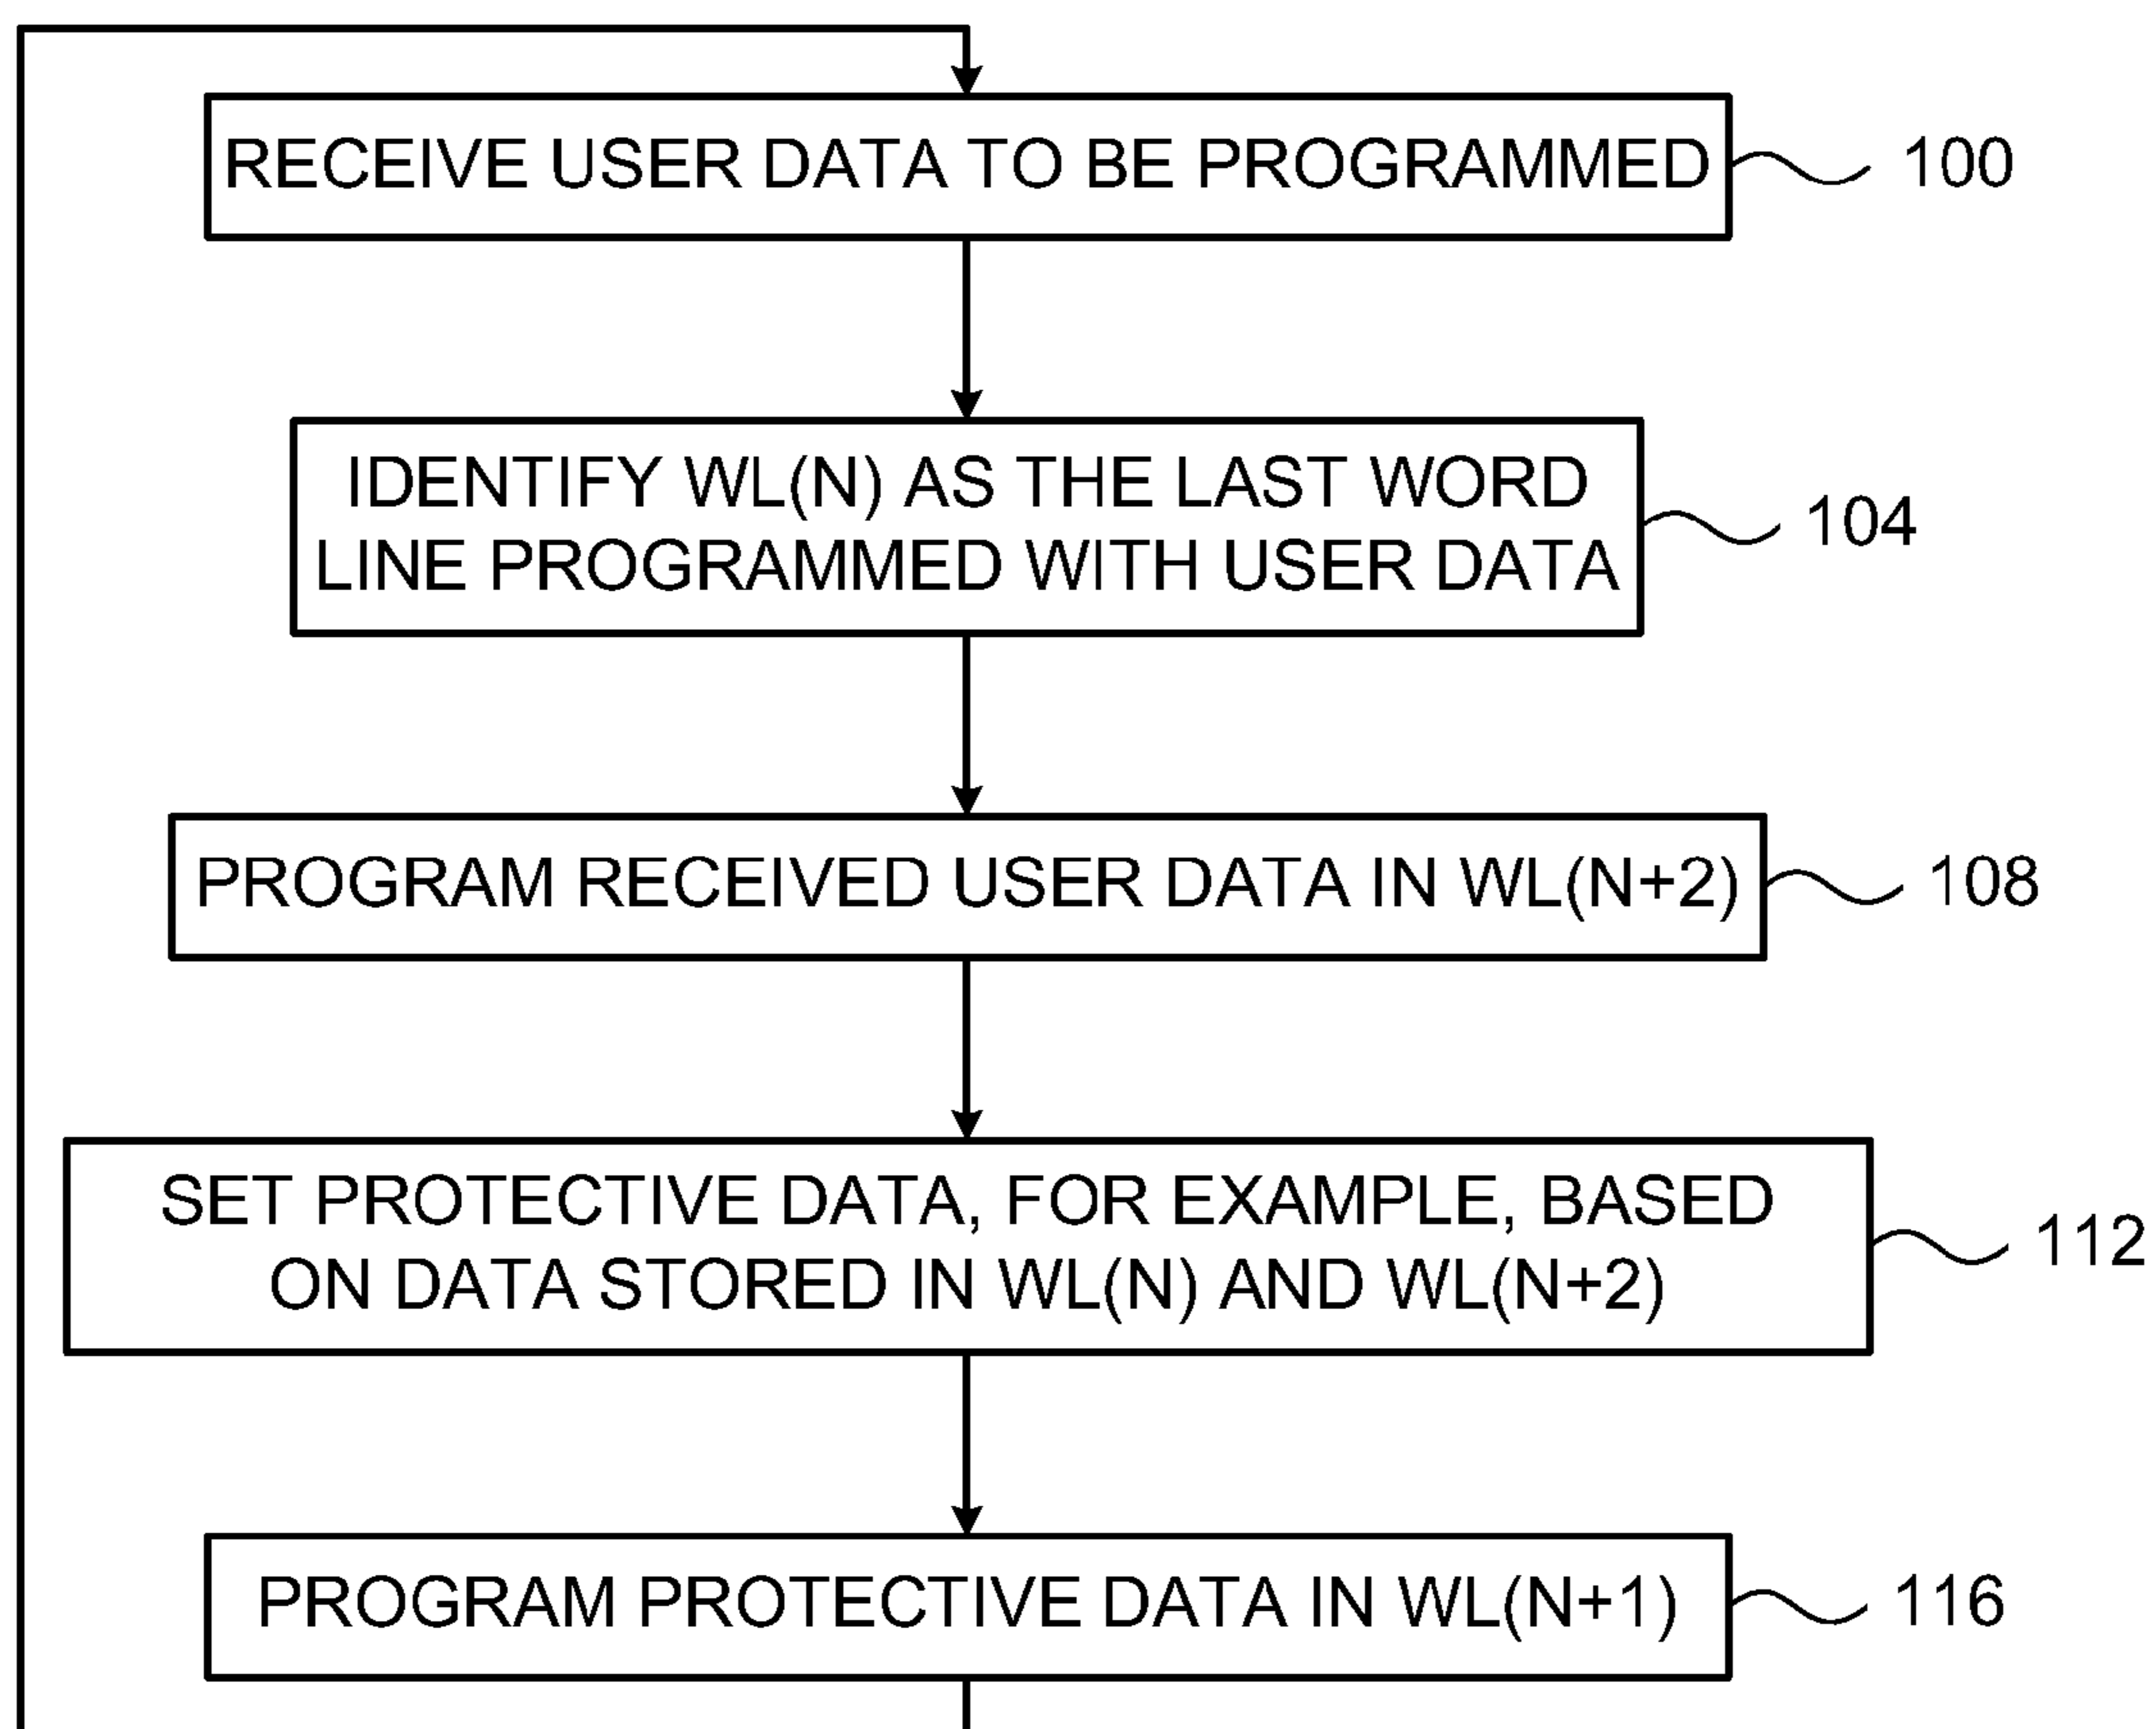 RECEIVE USER DATA TO BE PROGRAMMED
100
IDENTIFY WL(N) AS THE LAST WORD
LINE PROGRAMMED WITH USER DATA
104
PROGRAM RECEIVED USER DATA IN WL(N+2)
108
SET PROTECTIVE DATA, FOR EXAMPLE, BASED
ON DATA STORED IN WL(N) AND WL(N+2)
112
PROGRAM PROTECTIVE DATA IN WL(N+1)
116